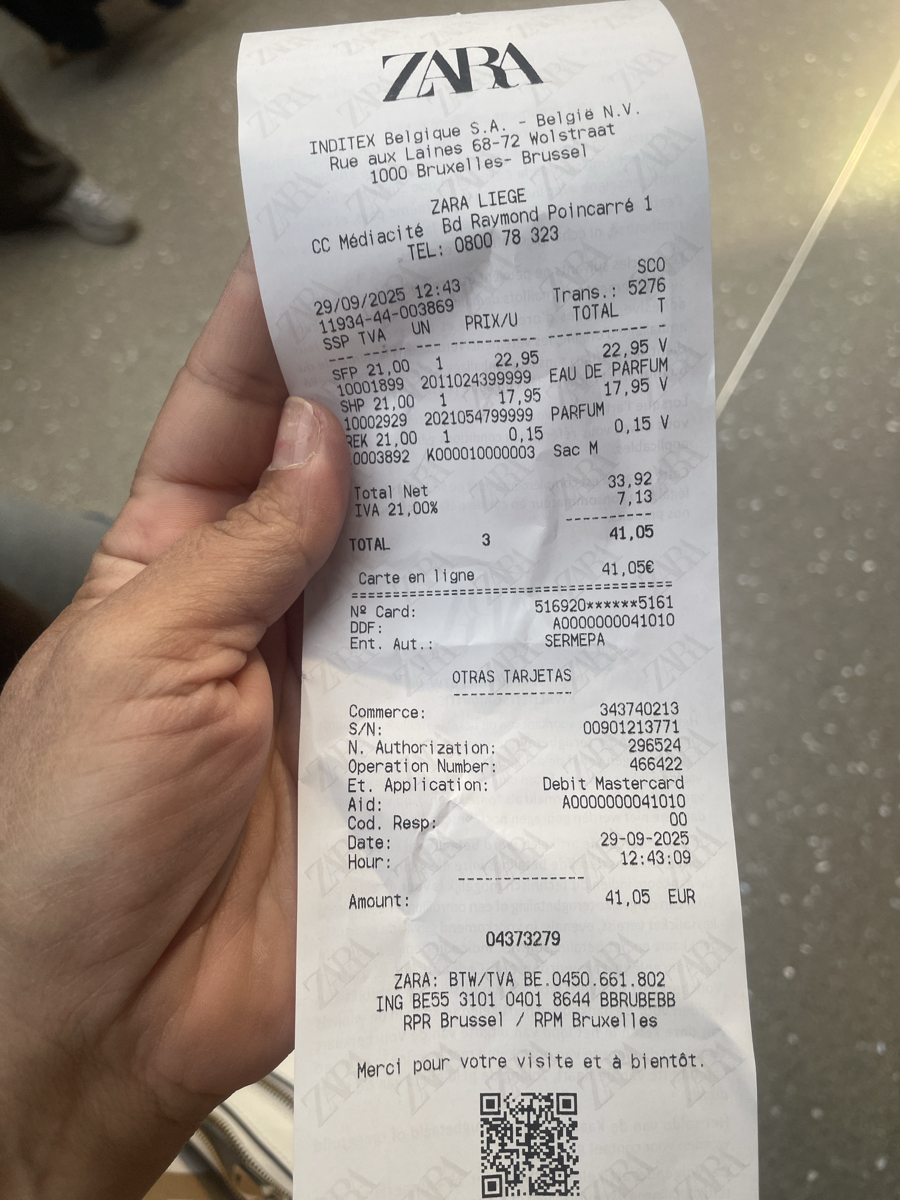 ZARA
INDITEX Belgique S.A. - België N.V.
Rue aux Laines 68-72 Wolstraat
1000 Bruxelles- Brussel
ZARA LIEGE
CC Médiacité Bd Raymond Poincarré 1
TEL: 0800 78 323
SCO
29/09/2025 12:43 Trans.: 5276
11934-44-003869
SSP TVA UN PRIX/U TOTAL T
SFP 21,00 1 22,95 22,95 V
10001899 2011024399999 EAU DE PARFUM
SHP 21,00 1 17,95 17,95 V
10002929 2021054799999 PARFUM
REK 21,00 1 0,15 0,15 V
0003892 K000010000003 Sac M
Total Net 33,92
IVA 21,00% 7,13
TOTAL 3 41,05
Carte en ligne 41,05€
Nº Card: 516920******5161
DDF: A0000000041010
Ent. Aut.: SERMEPA
OTRAS TARJETAS
Commerce: 343740213
S/N: 00901213771
N. Authorization: 296524
Operation Number: 466422
Et. Application: Debit Mastercard
Aid: A0000000041010
Cod. Resp: 00
Date: 29-09-2025
Hour: 12:43:09
Amount: 41,05 EUR
04373279
ZARA: BTW/TVA BE.0450.661.802
ING BE55 3101 0401 8644 BBRUBEBB
RPR Brussel / RPM Bruxelles
Merci pour votre visite et à bientôt.